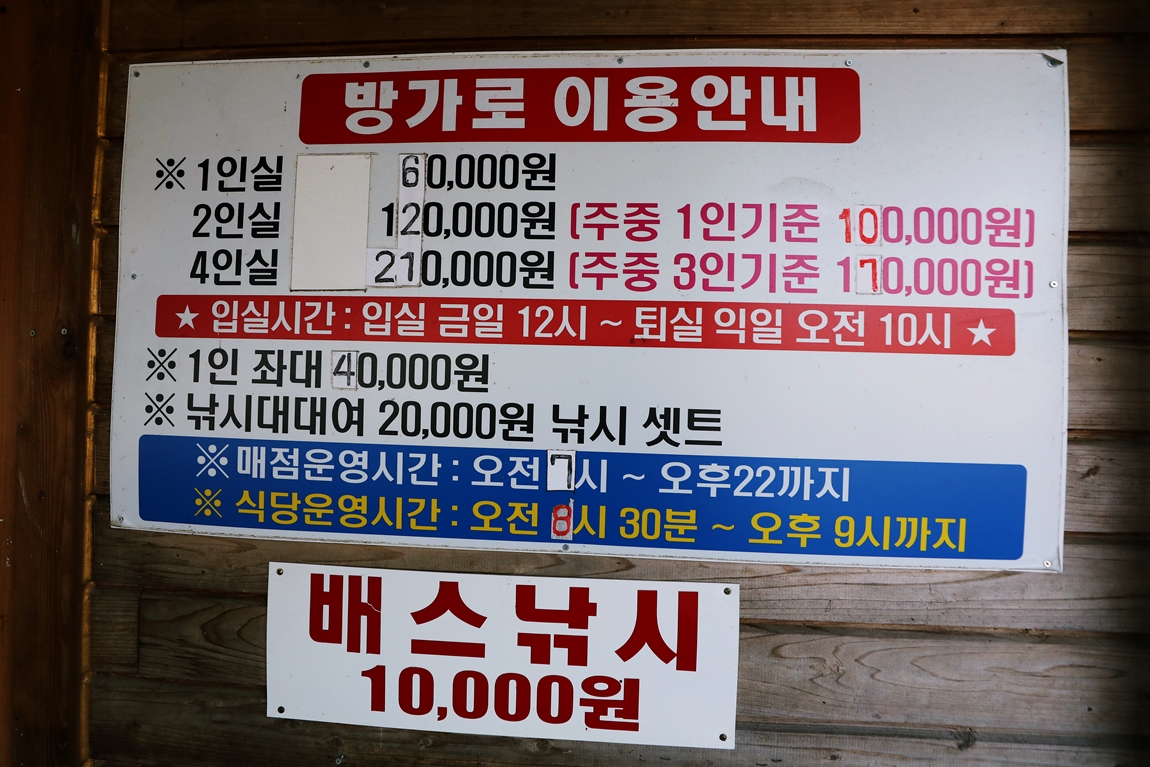 방가로 이용안내
※ 1인실 60,000원
2인실 120,000원 (주중 1인기준 100,000원)
4인실 210,000원 (주중 3인기준 170,000원)
★ 입실시간 : 입실 금일 12시 ~ 퇴실 익일 오전 10시 ★
※ 1인 좌대 40,000원
※ 낚시대대여 20,000원 낚시 셋트
※ 매점운영시간 : 오전 7시 ~ 오후22까지
※ 식당운영시간 : 오전 8시 30분 ~ 오후 9시까지
배스낚시
10,000원